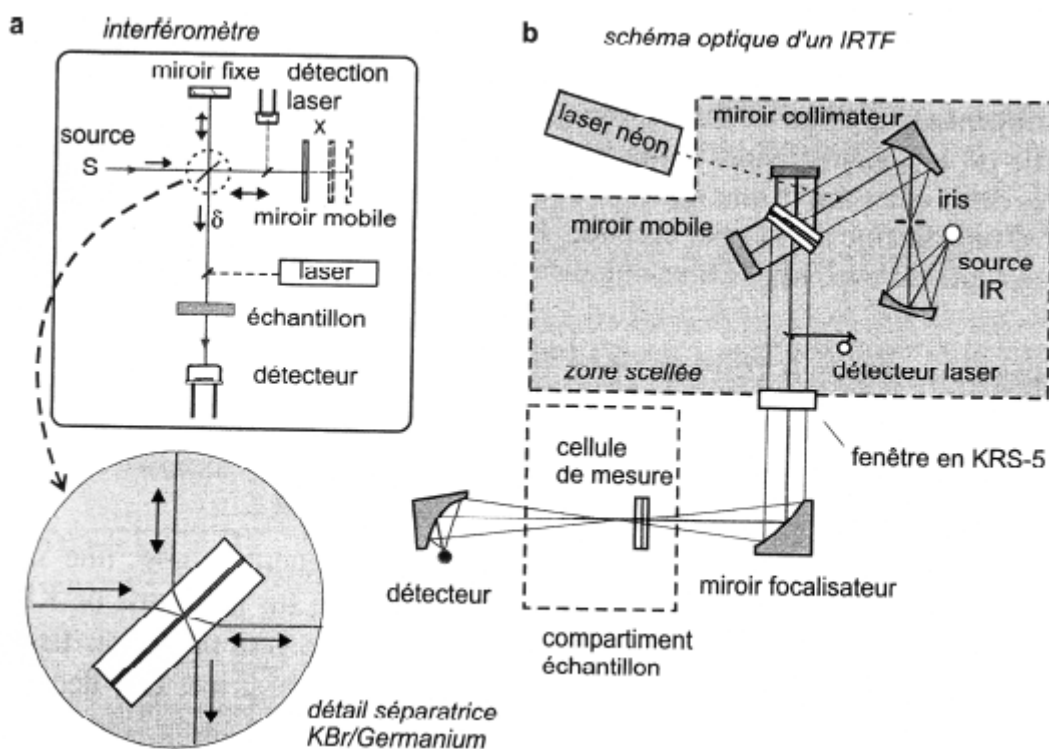 a
interféromètre
miroir fixe
détection
laser
X
source
S
δ
miroir mobile
laser
échantillon
détecteur
détail séparatrice
KBr/Germanium
b
schéma optique d'un IRTF
laser néon
miroir collimateur
iris
miroir mobile
source
IR
détecteur laser
zone scellée
cellule
de mesure
fenêtre en KRS-5
détecteur
miroir focalisateur
compartiment
échantillon